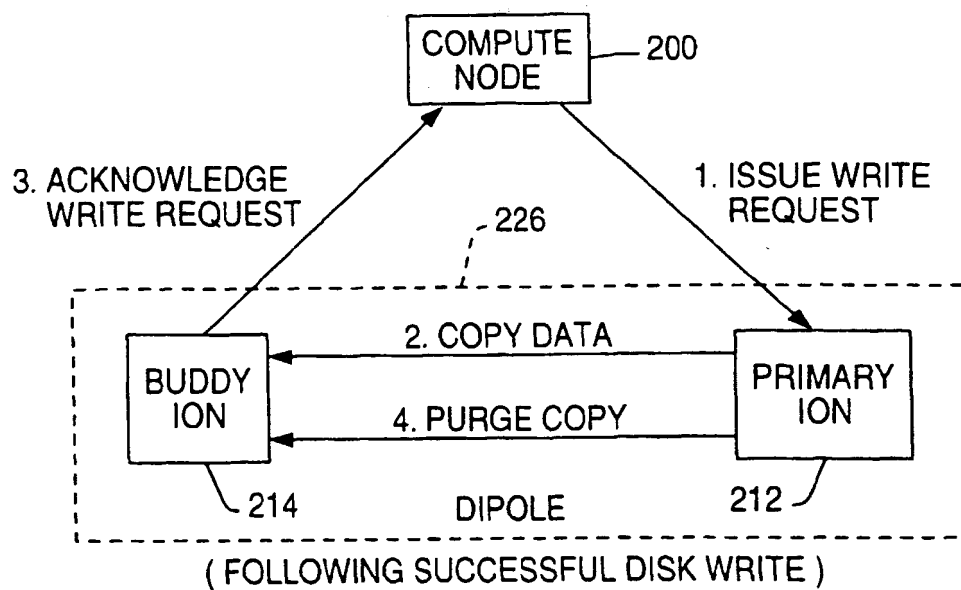 COMPUTE
NODE
200
3. ACKNOWLEDGE
WRITE REQUEST
1. ISSUE WRITE
REQUEST
226
2. COPY DATA
BUDDY
ION
PRIMARY
ION
4. PURGE COPY
214
DIPOLE
212
( FOLLOWING SUCCESSFUL DISK WRITE )